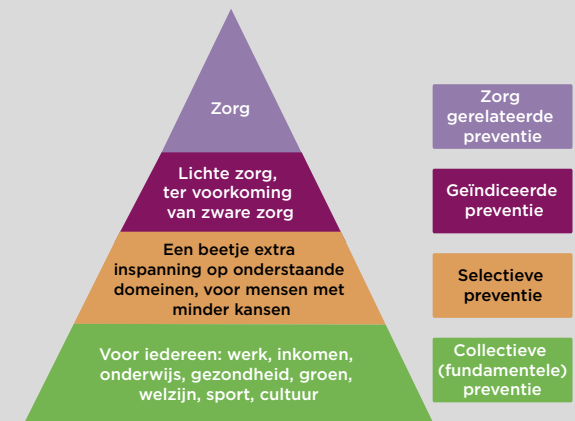 Zorg
Zorg
gerelateerde
preventie
Lichte zorg,
ter voorkoming
van zware zorg
Geïndiceerde
preventie
Een beetje extra
inspanning op onderstaande
domeinen, voor mensen met
minder kansen
Selectieve
preventie
Voor iedereen: werk, inkomen,
onderwijs, gezondheid, groen,
welzijn, sport, cultuur
Collectieve
(fundamentele)
preventie